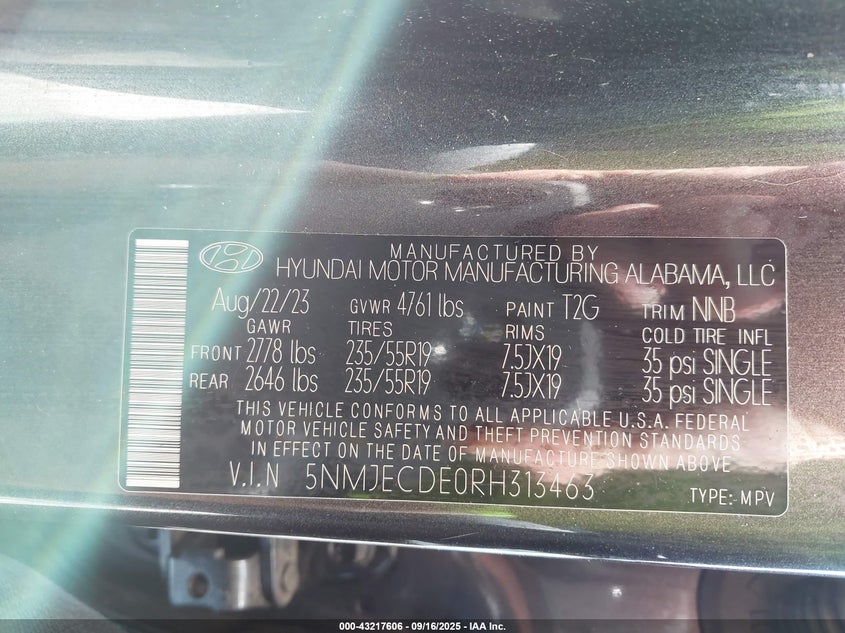 MANUFACTURED BY
HYUNDAI MOTOR MANUFACTURING ALABAMA, LLC
Aug/22/23 GVWR 4761 lbs PAINT T2G TRIM NNB
GAWR TIRES RIMS COLD TIRE INFL
FRONT 2778 lbs 235/55R19 7.5JX19 35 psi SINGLE
REAR 2646 lbs 235/55R19 7.5JX19 35 psi SINGLE
THIS VEHICLE CONFORMS TO ALL APPLICABLE U.S.A. FEDERAL
MOTOR VEHICLE SAFETY AND THEFT PREVENTION STANDARDS
IN EFFECT ON THE DATE OF MANUFACTURE SHOWN ABOVE
V.I.N 5NMJECDE0RH313463 TYPE: MPV
000-43217606 - 09/16/2025 - IAA Inc.